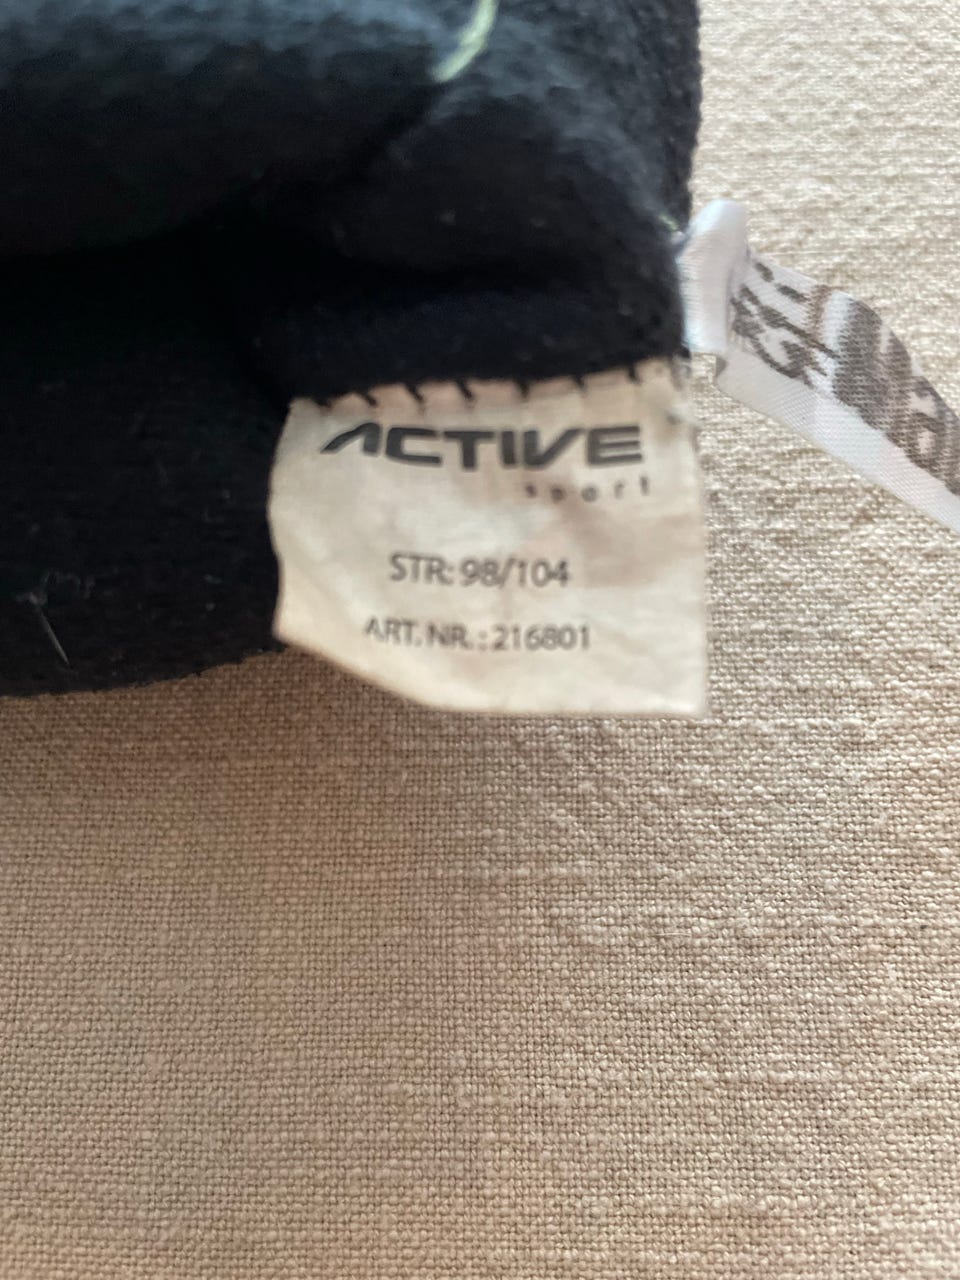 ACTIVE
sport
STR: 98/104
ART. NR.: 216801